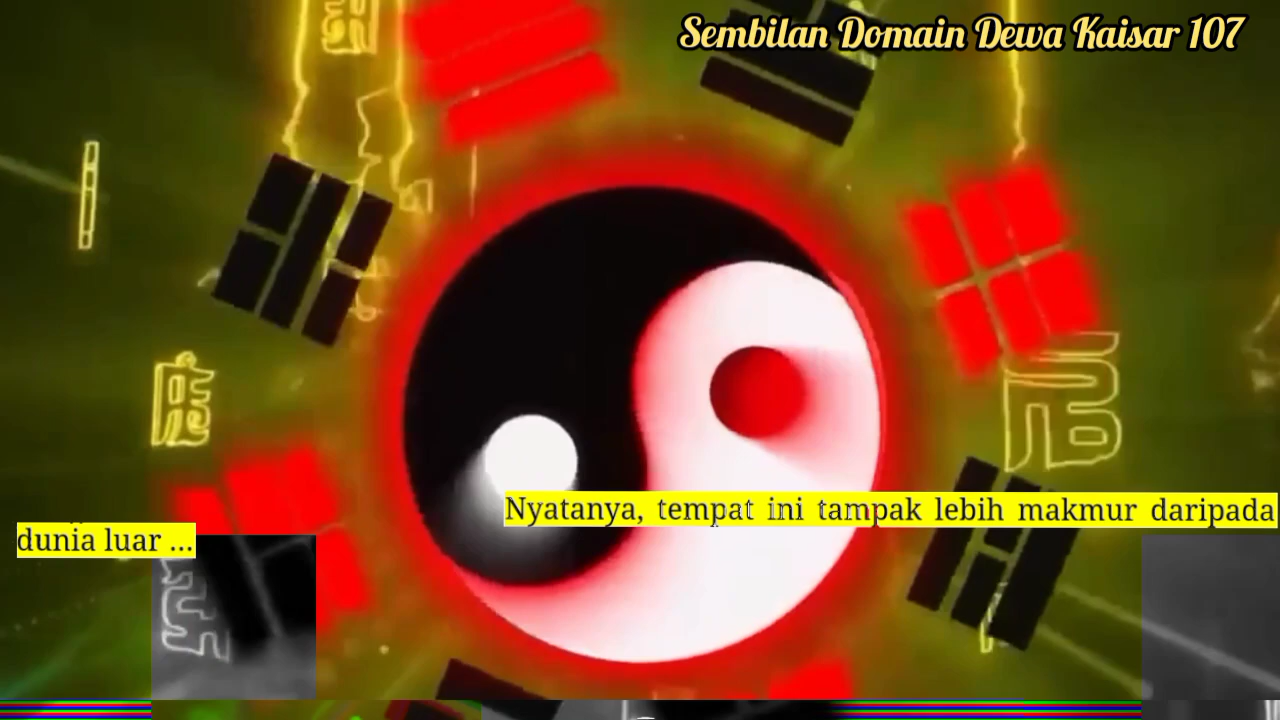 Sembilan Domain Dewa Kaisar 107
Nyatanya, tempat ini tampak lebih makmur daripada
dunia luar ...